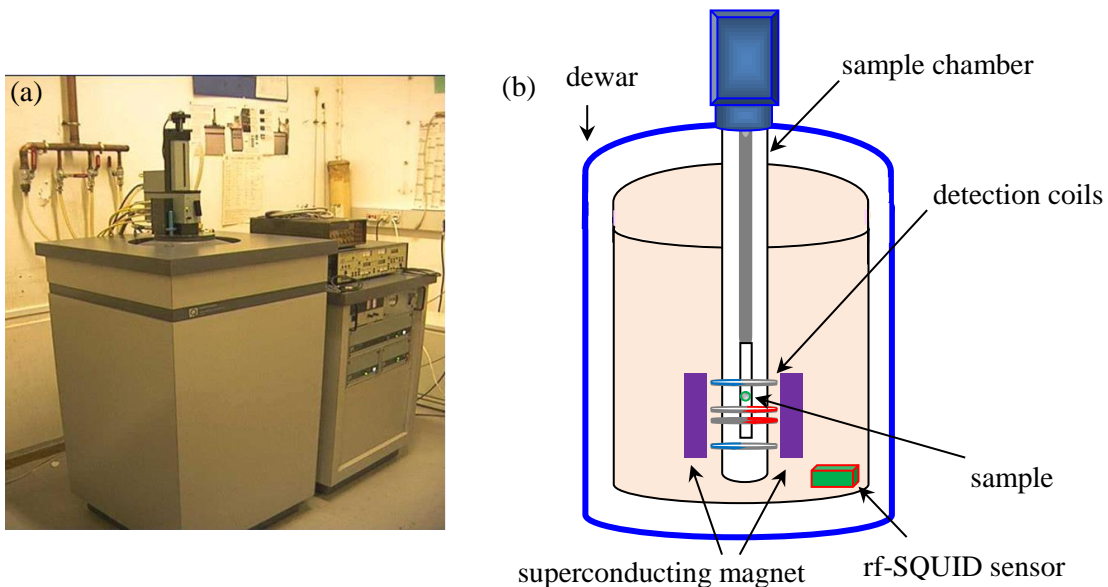 (a)
(b)
dewar
sample chamber
detection coils
sample
rf-SQUID sensor
superconducting magnet